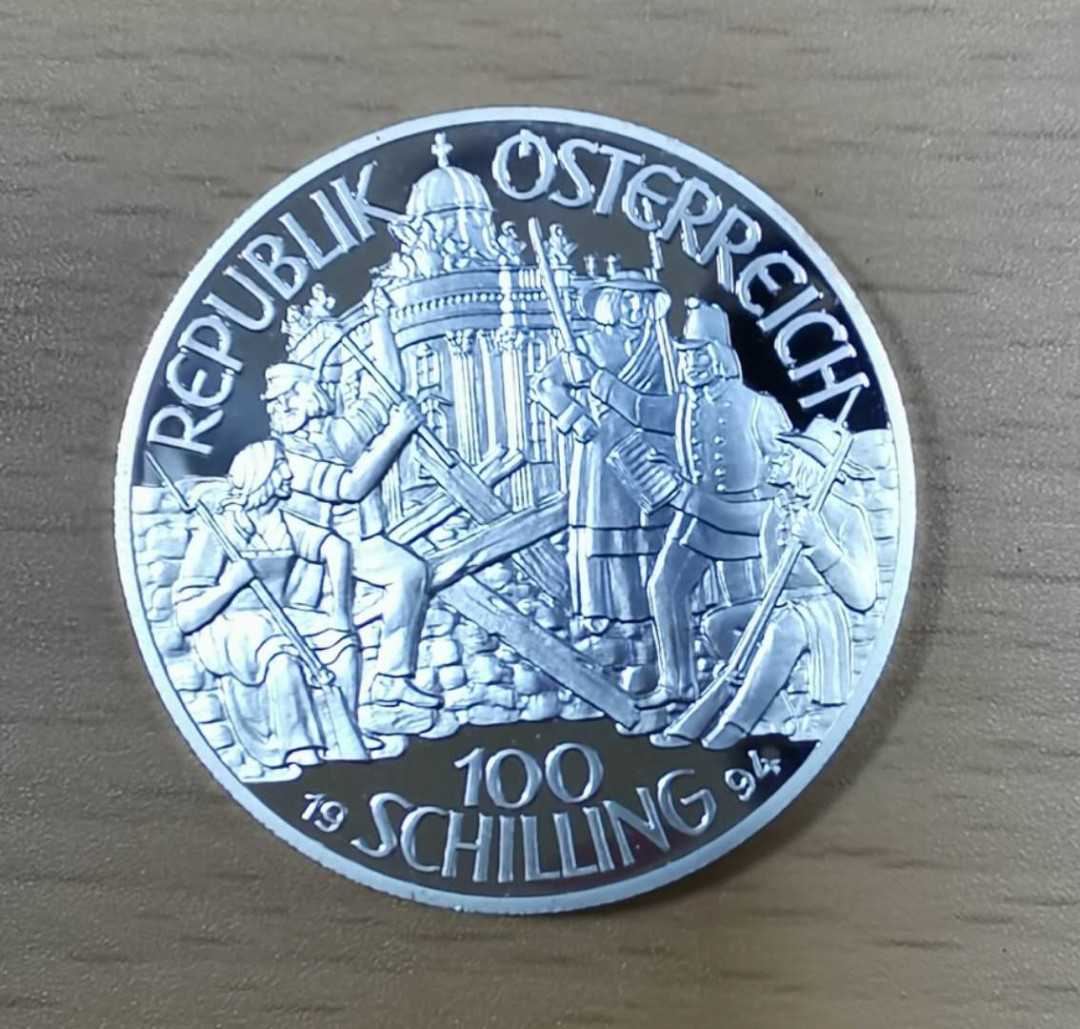 REPUBLIK ÖSTERREICH
100
19 SCHILLING 94